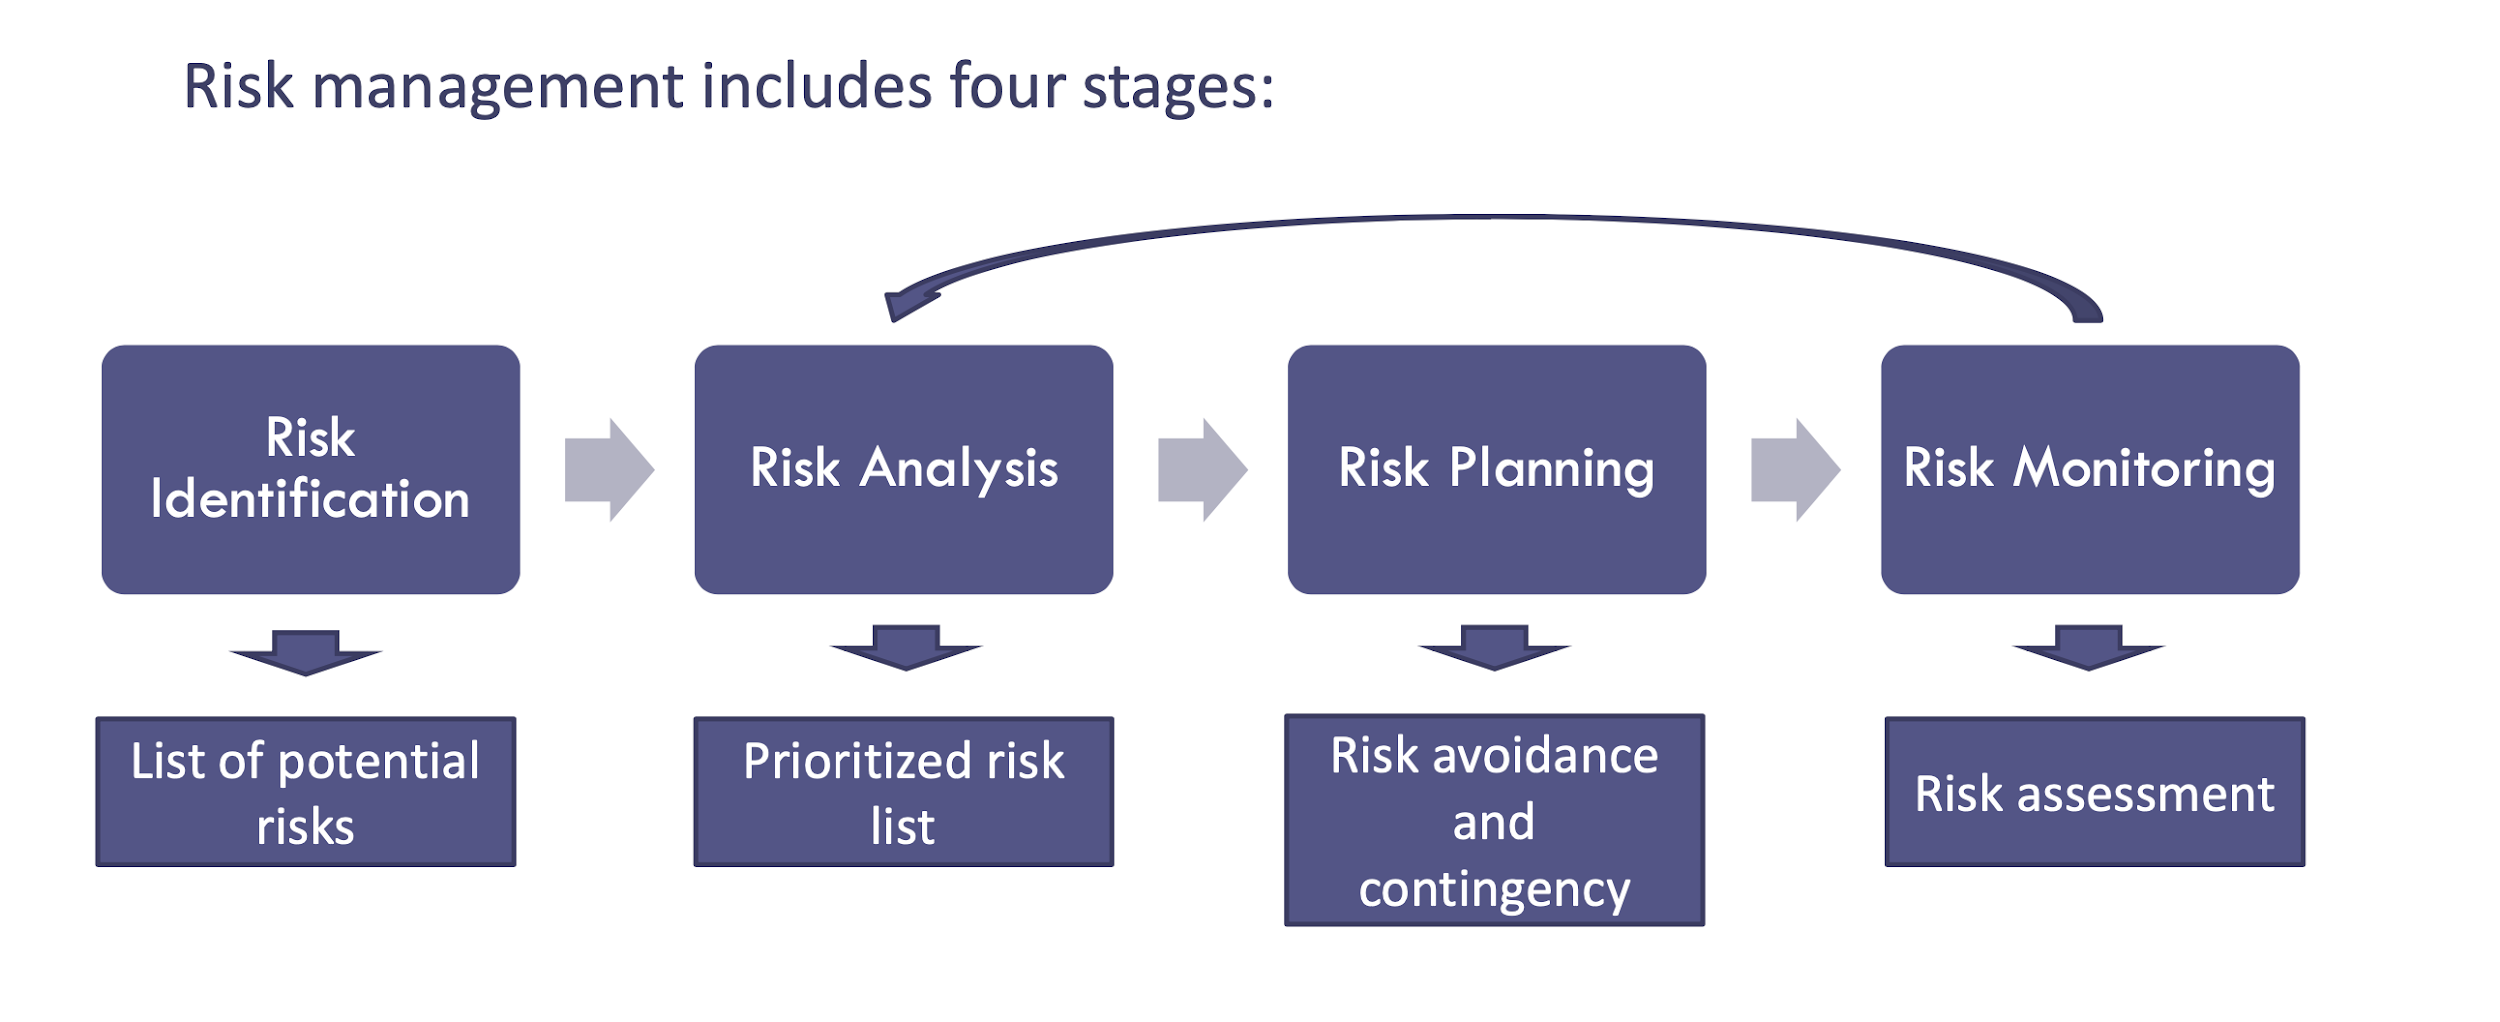 Risk management includes four stages:
Risk
Identification
Risk Analysis
Risk Planning
Risk Monitoring
List of potential
risks
Prioritized risk
list
Risk avoidance
and
contingency
Risk assessment